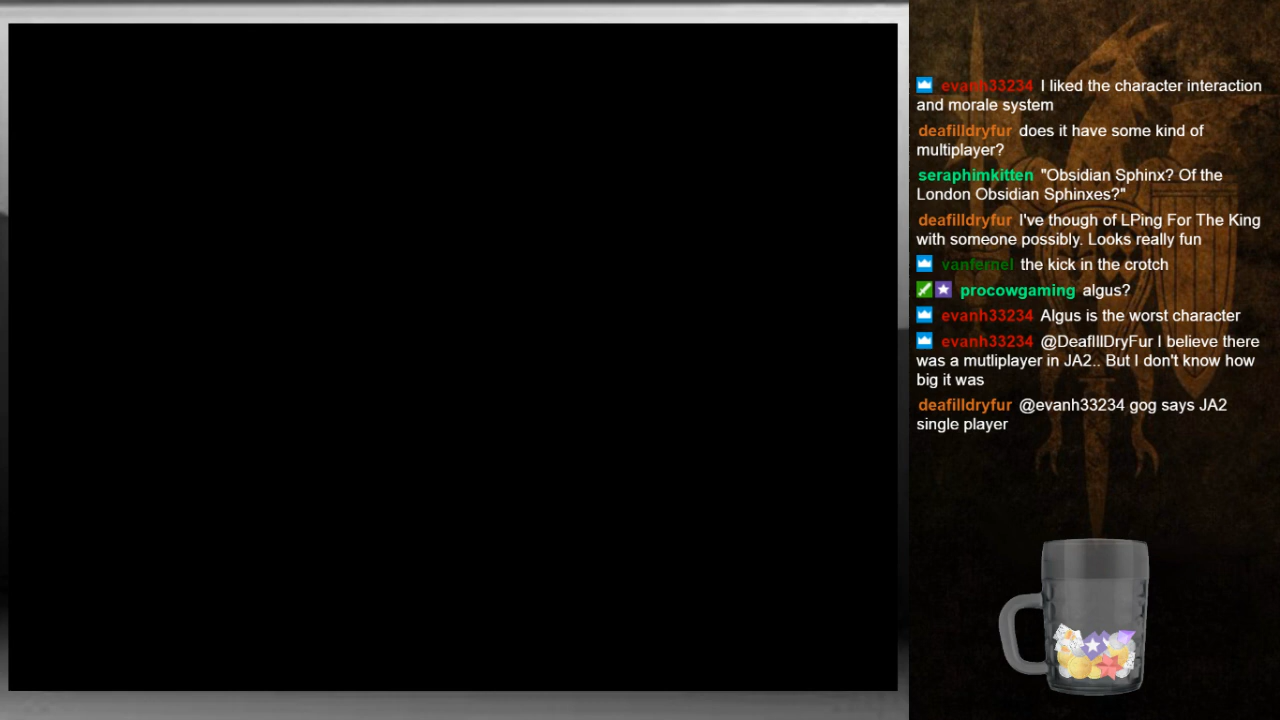 evanh33234 I liked the character interaction
and morale system
deafilldryfur does it have some kind of
multiplayer?
seraphimkitten "Obsidian Sphinx? Of the
London Obsidian Sphinxes?"
deafilldryfur I've though of LPing For The King
with someone possibly. Looks really fun
vanfernel the kick in the crotch
procowgaming algus?
evanh33234 Algus is the worst character
evanh33234 @DeafIllDryFur I believe there
was a mutliplayer in JA2.. But I don't know how
big it was
deafilldryfur @evanh33234 gog says JA2
single player